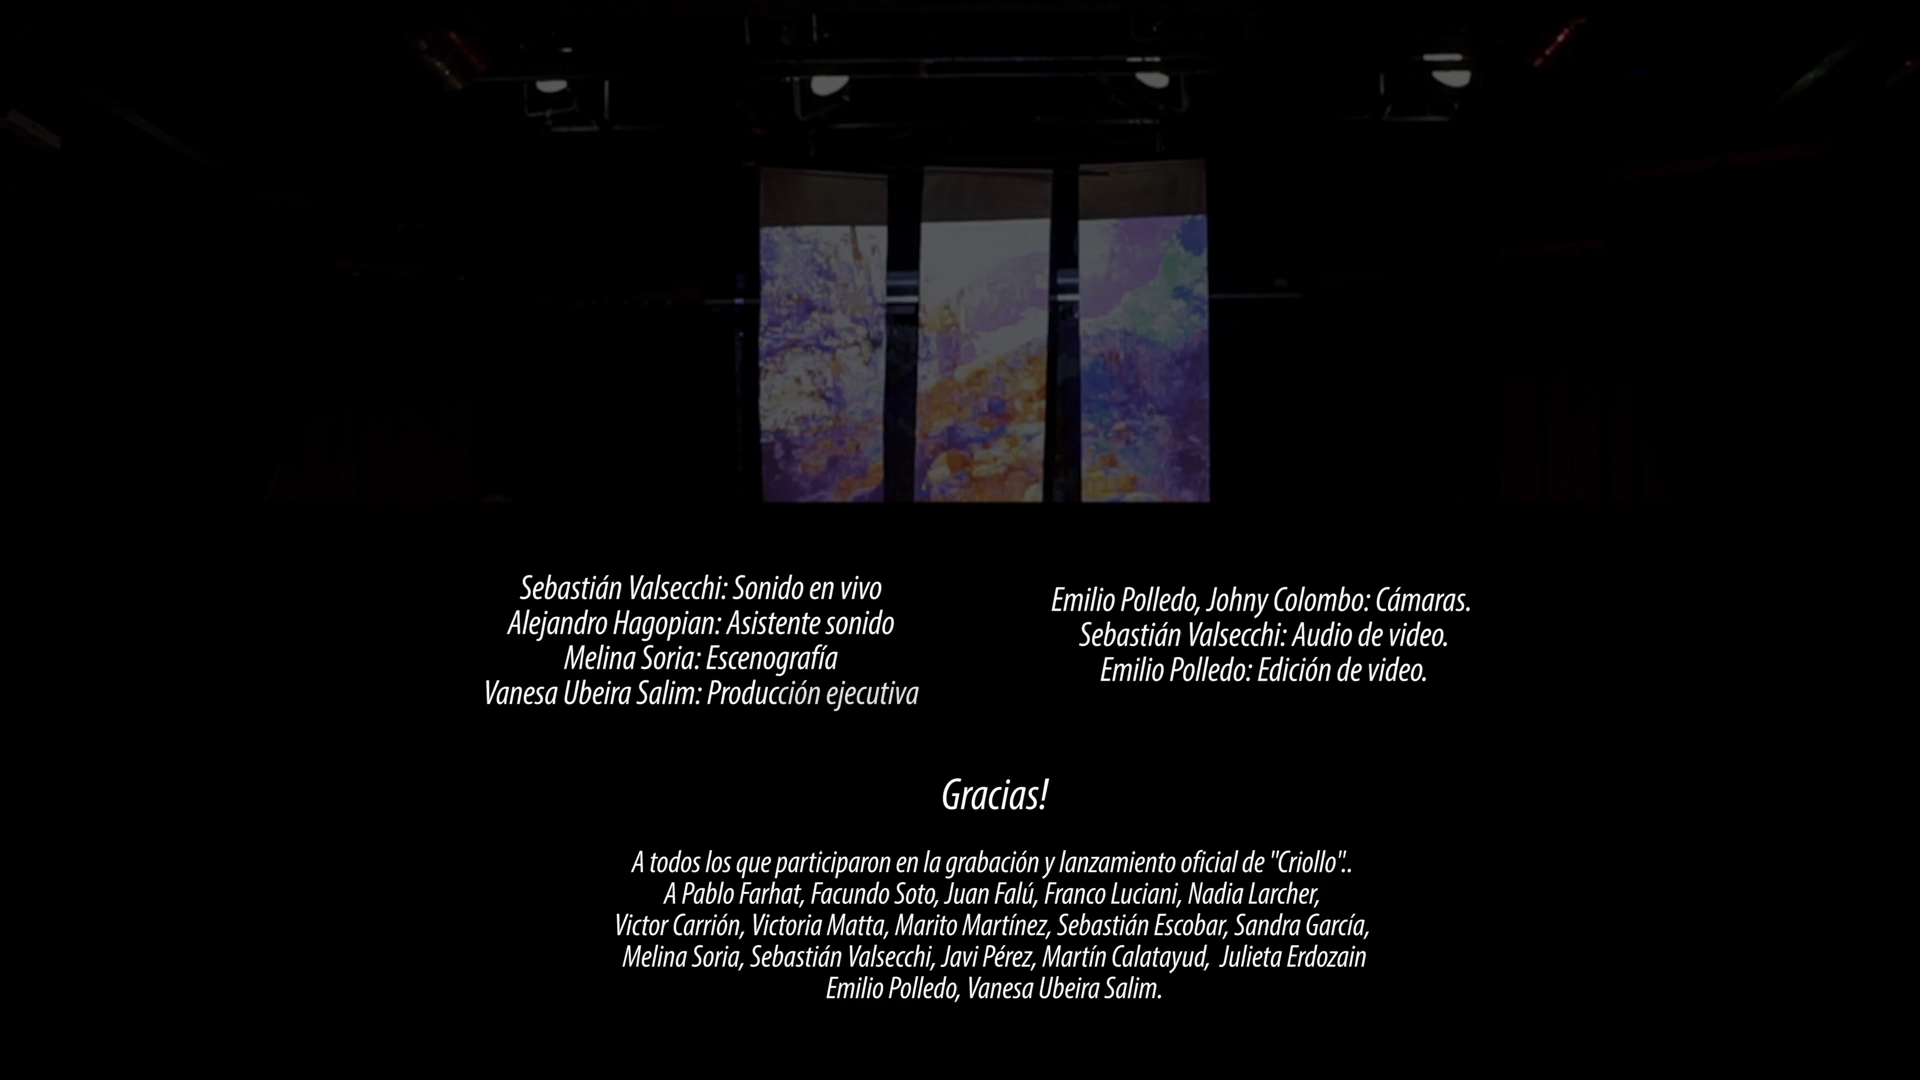 Sebastián Valsecchi: Sonido en vivo
Alejandro Hagopian: Asistente sonido
Melina Soria: Escenografía
Vanesa Ubeira Salim: Producción ejecutiva
Emilio Polledo, Johny Colombo: Cámaras.
Sebastián Valsecchi: Audio de video.
Emilio Polledo: Edición de video.
Gracias!
A todos los que participaron en la grabación y lanzamiento oficial de "Criollo"..
A Pablo Farhat, Facundo Soto, Juan Falú, Franco Luciani, Nadia Larcher,
Victor Carrión, Victoria Matta, Marito Martínez, Sebastián Escobar, Sandra García,
Melina Soria, Sebastián Valsecchi, Javi Pérez, Martín Calatayud, Julieta Erdozain
Emilio Polledo, Vanesa Ubeira Salim.